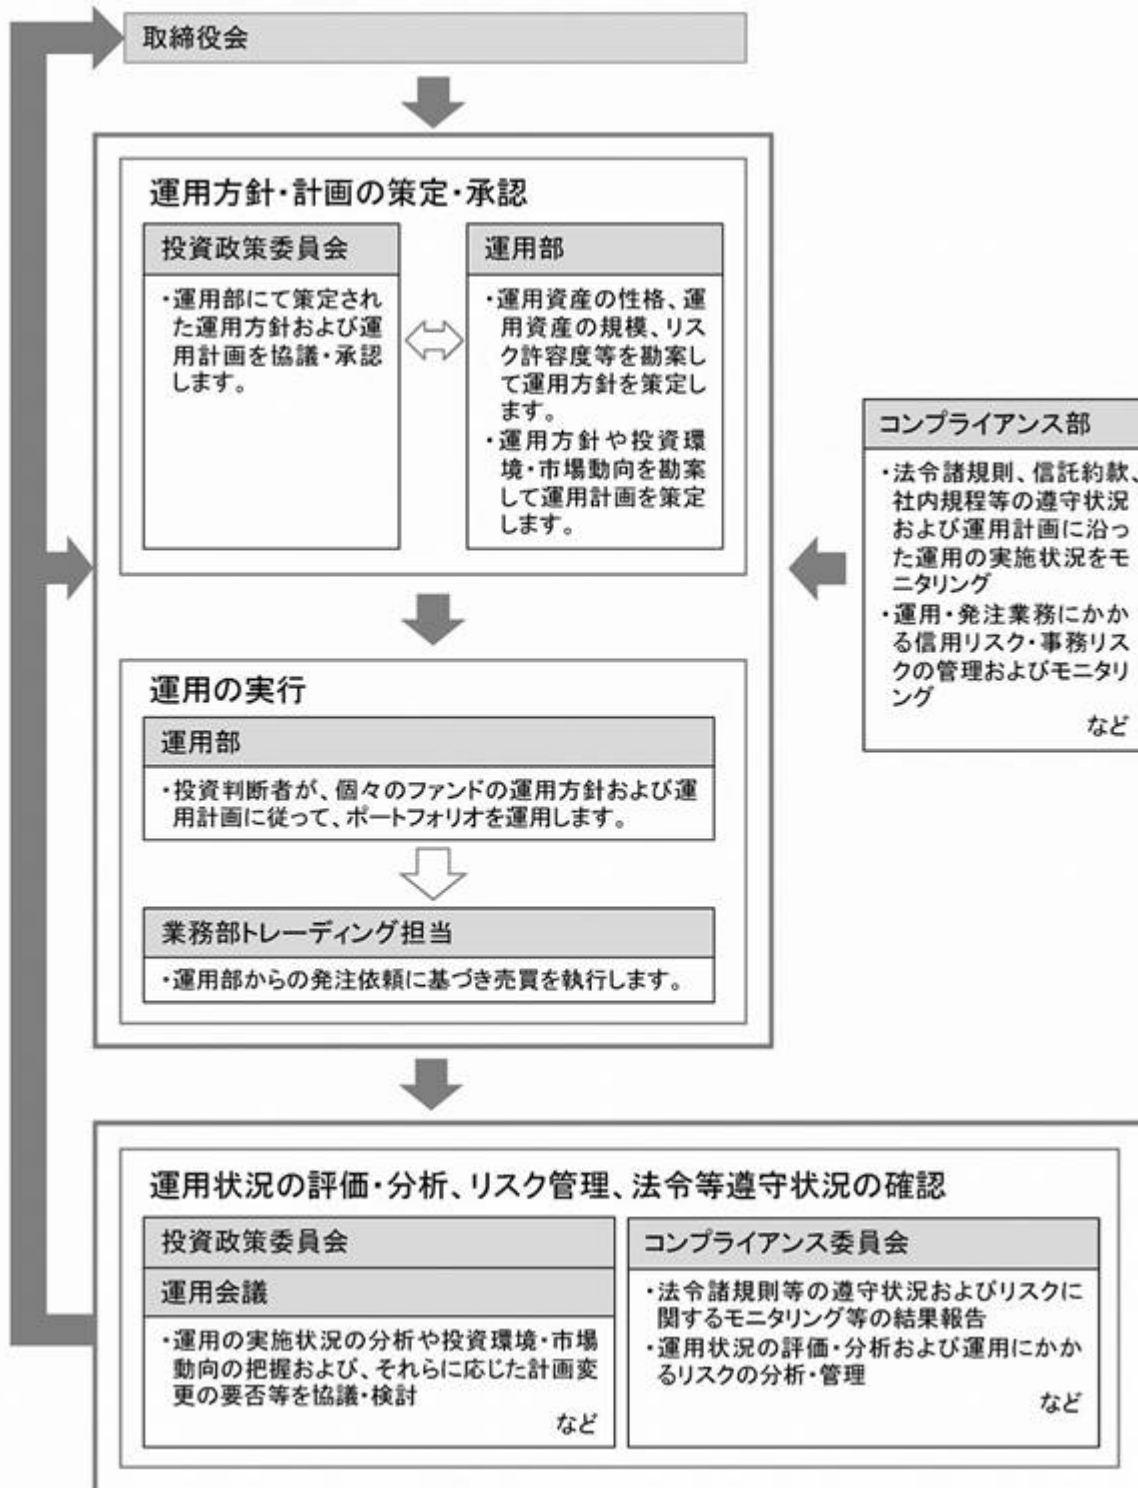 取締役会
運用方針・計画の策定・承認
投資政策委員会
・運用部にて策定され
た運用方針および運
用計画を協議・承認
します。
運用部
・運用資産の性格、運
用資産の規模、リス
ク許容度等を勘案し
て運用方針を策定し
ます。
・運用方針や投資環
境・市場動向を勘案
して運用計画を策定
します。
コンプライアンス部
・法令諸規則、信託約款、
社内規程等の遵守状況
および運用計画に沿っ
た運用の実施状況をモ
ニタリング
・運用・発注業務にかか
る信用リスク・事務リス
クの管理およびモニタリ
ング
など
運用の実行
運用部
・投資判断者が、個々のファンドの運用方針および運
用計画に従って、ポートフォリオを運用します。
業務部トレーディング担当
・運用部からの発注依頼に基づき売買を執行します。
運用状況の評価・分析、リスク管理、法令等遵守状況の確認
投資政策委員会
運用会議
・運用の実施状況の分析や投資環境・市場
動向の把握および、それらに応じた計画変
更の要否等を協議・検討
など
コンプライアンス委員会
・法令諸規則等の遵守状況およびリスクに
関するモニタリング等の結果報告
・運用状況の評価・分析および運用にかか
るリスクの分析・管理
など